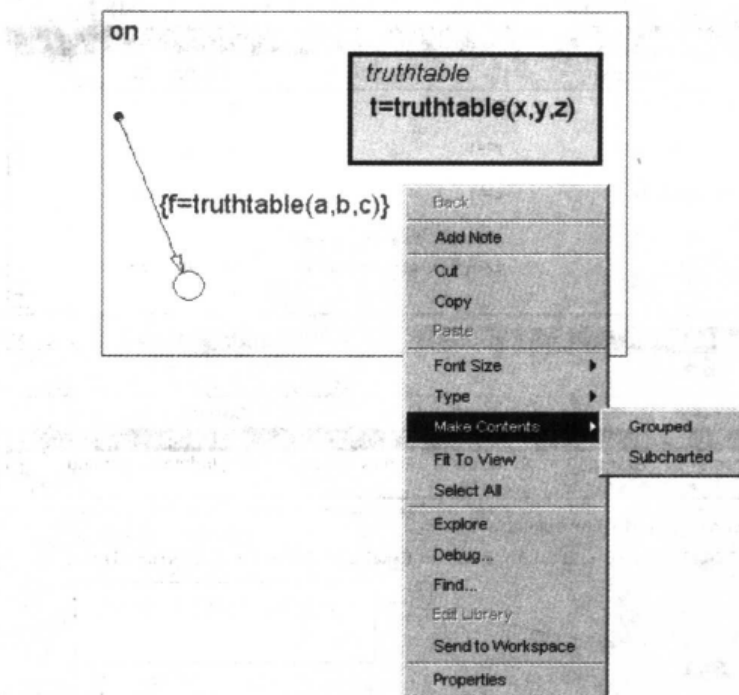 on
truthtable
t=truthtable(x,y,z)
{f=truthtable(a,b,c)}
Back
Add Note
Cut
Copy
Paste
Font Size
Type
Make Contents
Grouped
Subcharted
Fit To View
Select All
Explore
Debug...
Find...
Edit Library
Send to Workspace
Properties